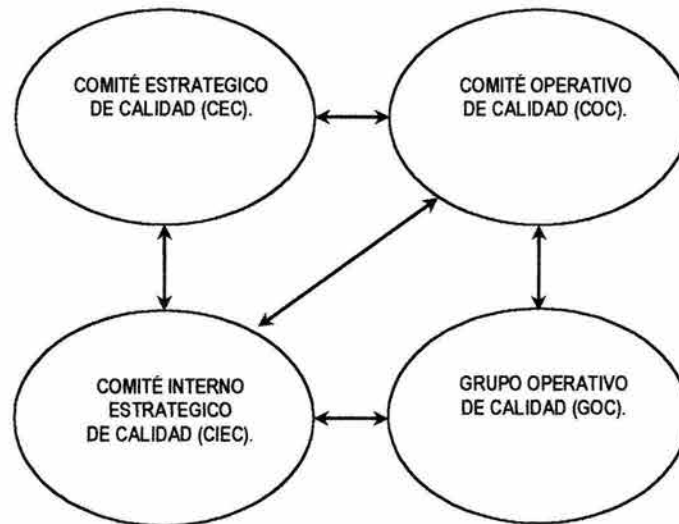 COMITÉ ESTRATEGICO
DE CALIDAD (CEC).
COMITÉ OPERATIVO
DE CALIDAD (COC).
COMITÉ INTERNO
ESTRATEGICO
DE CALIDAD (CIEC).
GRUPO OPERATIVO
DE CALIDAD (GOC).